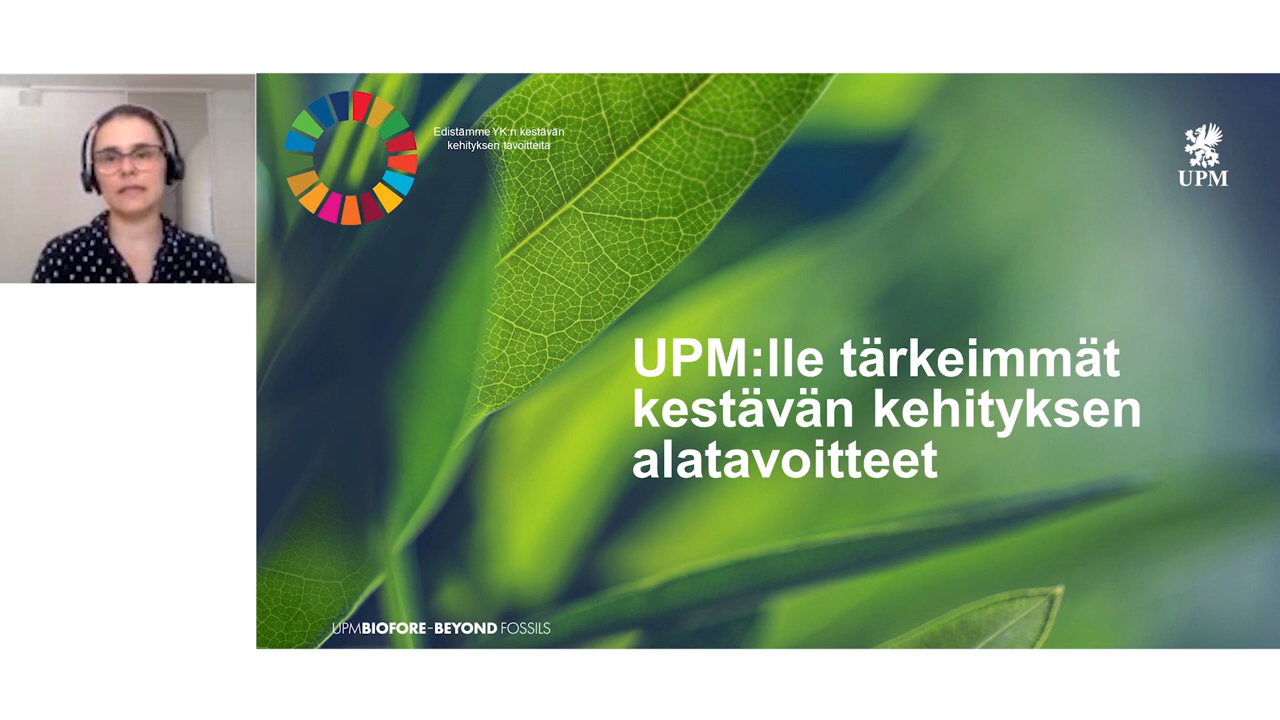 Edistämme YK:n kestävän
kehityksen tavoitteita
UPM
UPM:lle tärkeimmät
kestävän kehityksen
alatavoitteet
UPMBIOFORE–BEYOND FOSSILS